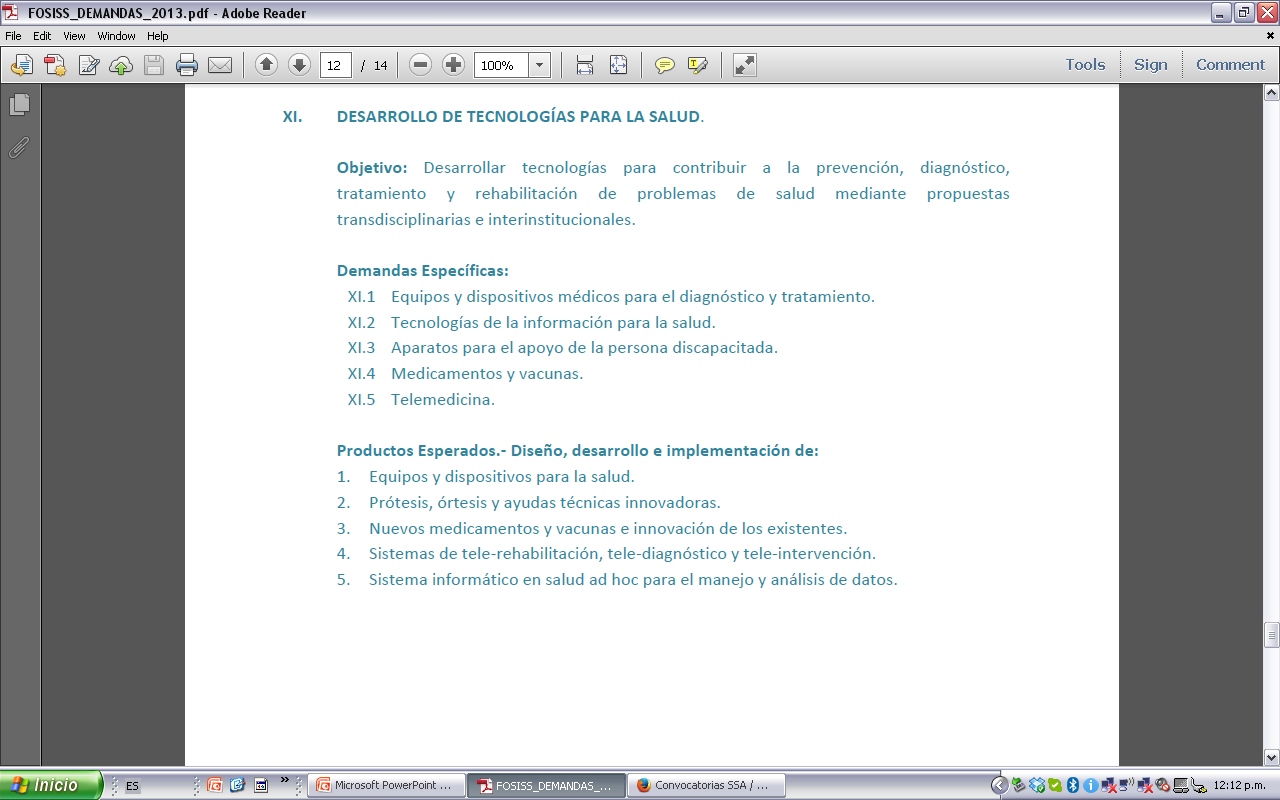 FOSISS_DEMANDAS_2013.pdf - Adobe Reader
File Edit View Window Help
12 / 14 100% Tools Sign Comment
XI. DESARROLLO DE TECNOLOGÍAS PARA LA SALUD.
Objetivo: Desarrollar tecnologías para contribuir a la prevención, diagnóstico,
tratamiento y rehabilitación de problemas de salud mediante propuestas
transdisciplinarias e interinstitucionales.
Demandas Específicas:
XI.1 Equipos y dispositivos médicos para el diagnóstico y tratamiento.
XI.2 Tecnologías de la información para la salud.
XI.3 Aparatos para el apoyo de la persona discapacitada.
XI.4 Medicamentos y vacunas.
XI.5 Telemedicina.
Productos Esperados.- Diseño, desarrollo e implementación de:
1. Equipos y dispositivos para la salud.
2. Prótesis, órtesis y ayudas técnicas innovadoras.
3. Nuevos medicamentos y vacunas e innovación de los existentes.
4. Sistemas de tele-rehabilitación, tele-diagnóstico y tele-intervención.
5. Sistema informático en salud ad hoc para el manejo y análisis de datos.
Inicio ES Microsoft PowerPoint ... FOSISS_DEMANDAS_... Convocatorias SSA / ... 12:12 p.m.